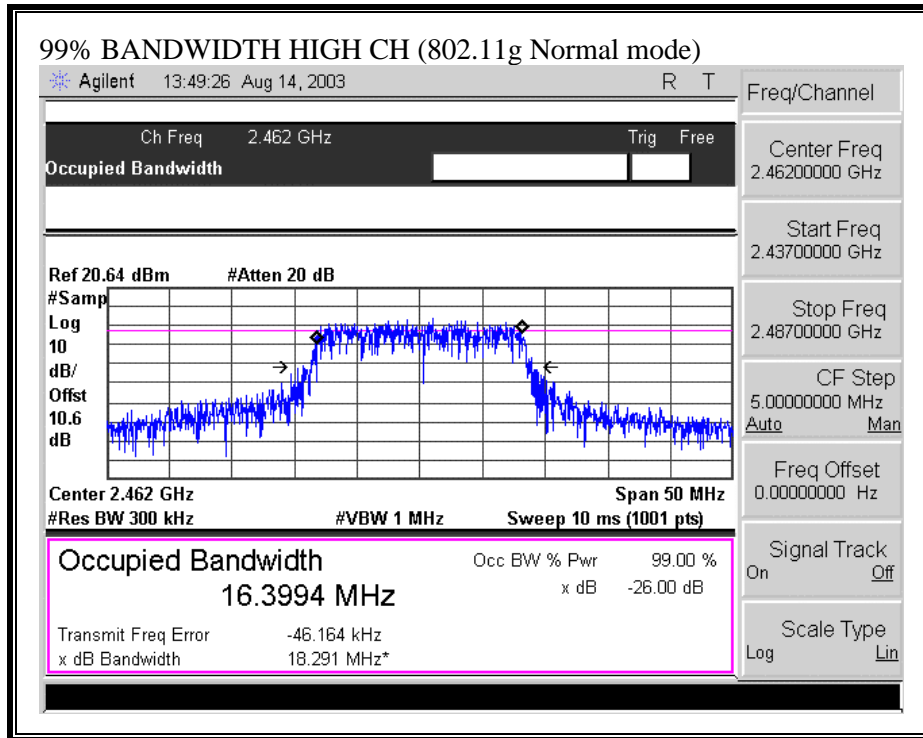 99% BANDWIDTH HIGH CH (802.11g Normal mode)
Agilent 13:49:26 Aug 14, 2003 R T
Ch Freq 2.462 GHz Trig Free
Occupied Bandwidth
Ref 20.64 dBm #Atten 20 dB
#Samp
Log
10
dB/
Offst
10.6
dB
Center 2.462 GHz Span 50 MHz
#Res BW 300 kHz #VBW 1 MHz Sweep 10 ms (1001 pts)
Occupied Bandwidth Occ BW % Pwr 99.00 %
16.3994 MHz x dB -26.00 dB
Transmit Freq Error -46.164 kHz
x dB Bandwidth 18.291 MHz*
Freq/Channel
Center Freq
2.46200000 GHz
Start Freq
2.43700000 GHz
Stop Freq
2.48700000 GHz
CF Step
5.00000000 MHz
Auto Man
Freq Offset
0.00000000 Hz
Signal Track
On Off
Scale Type
Log Lin